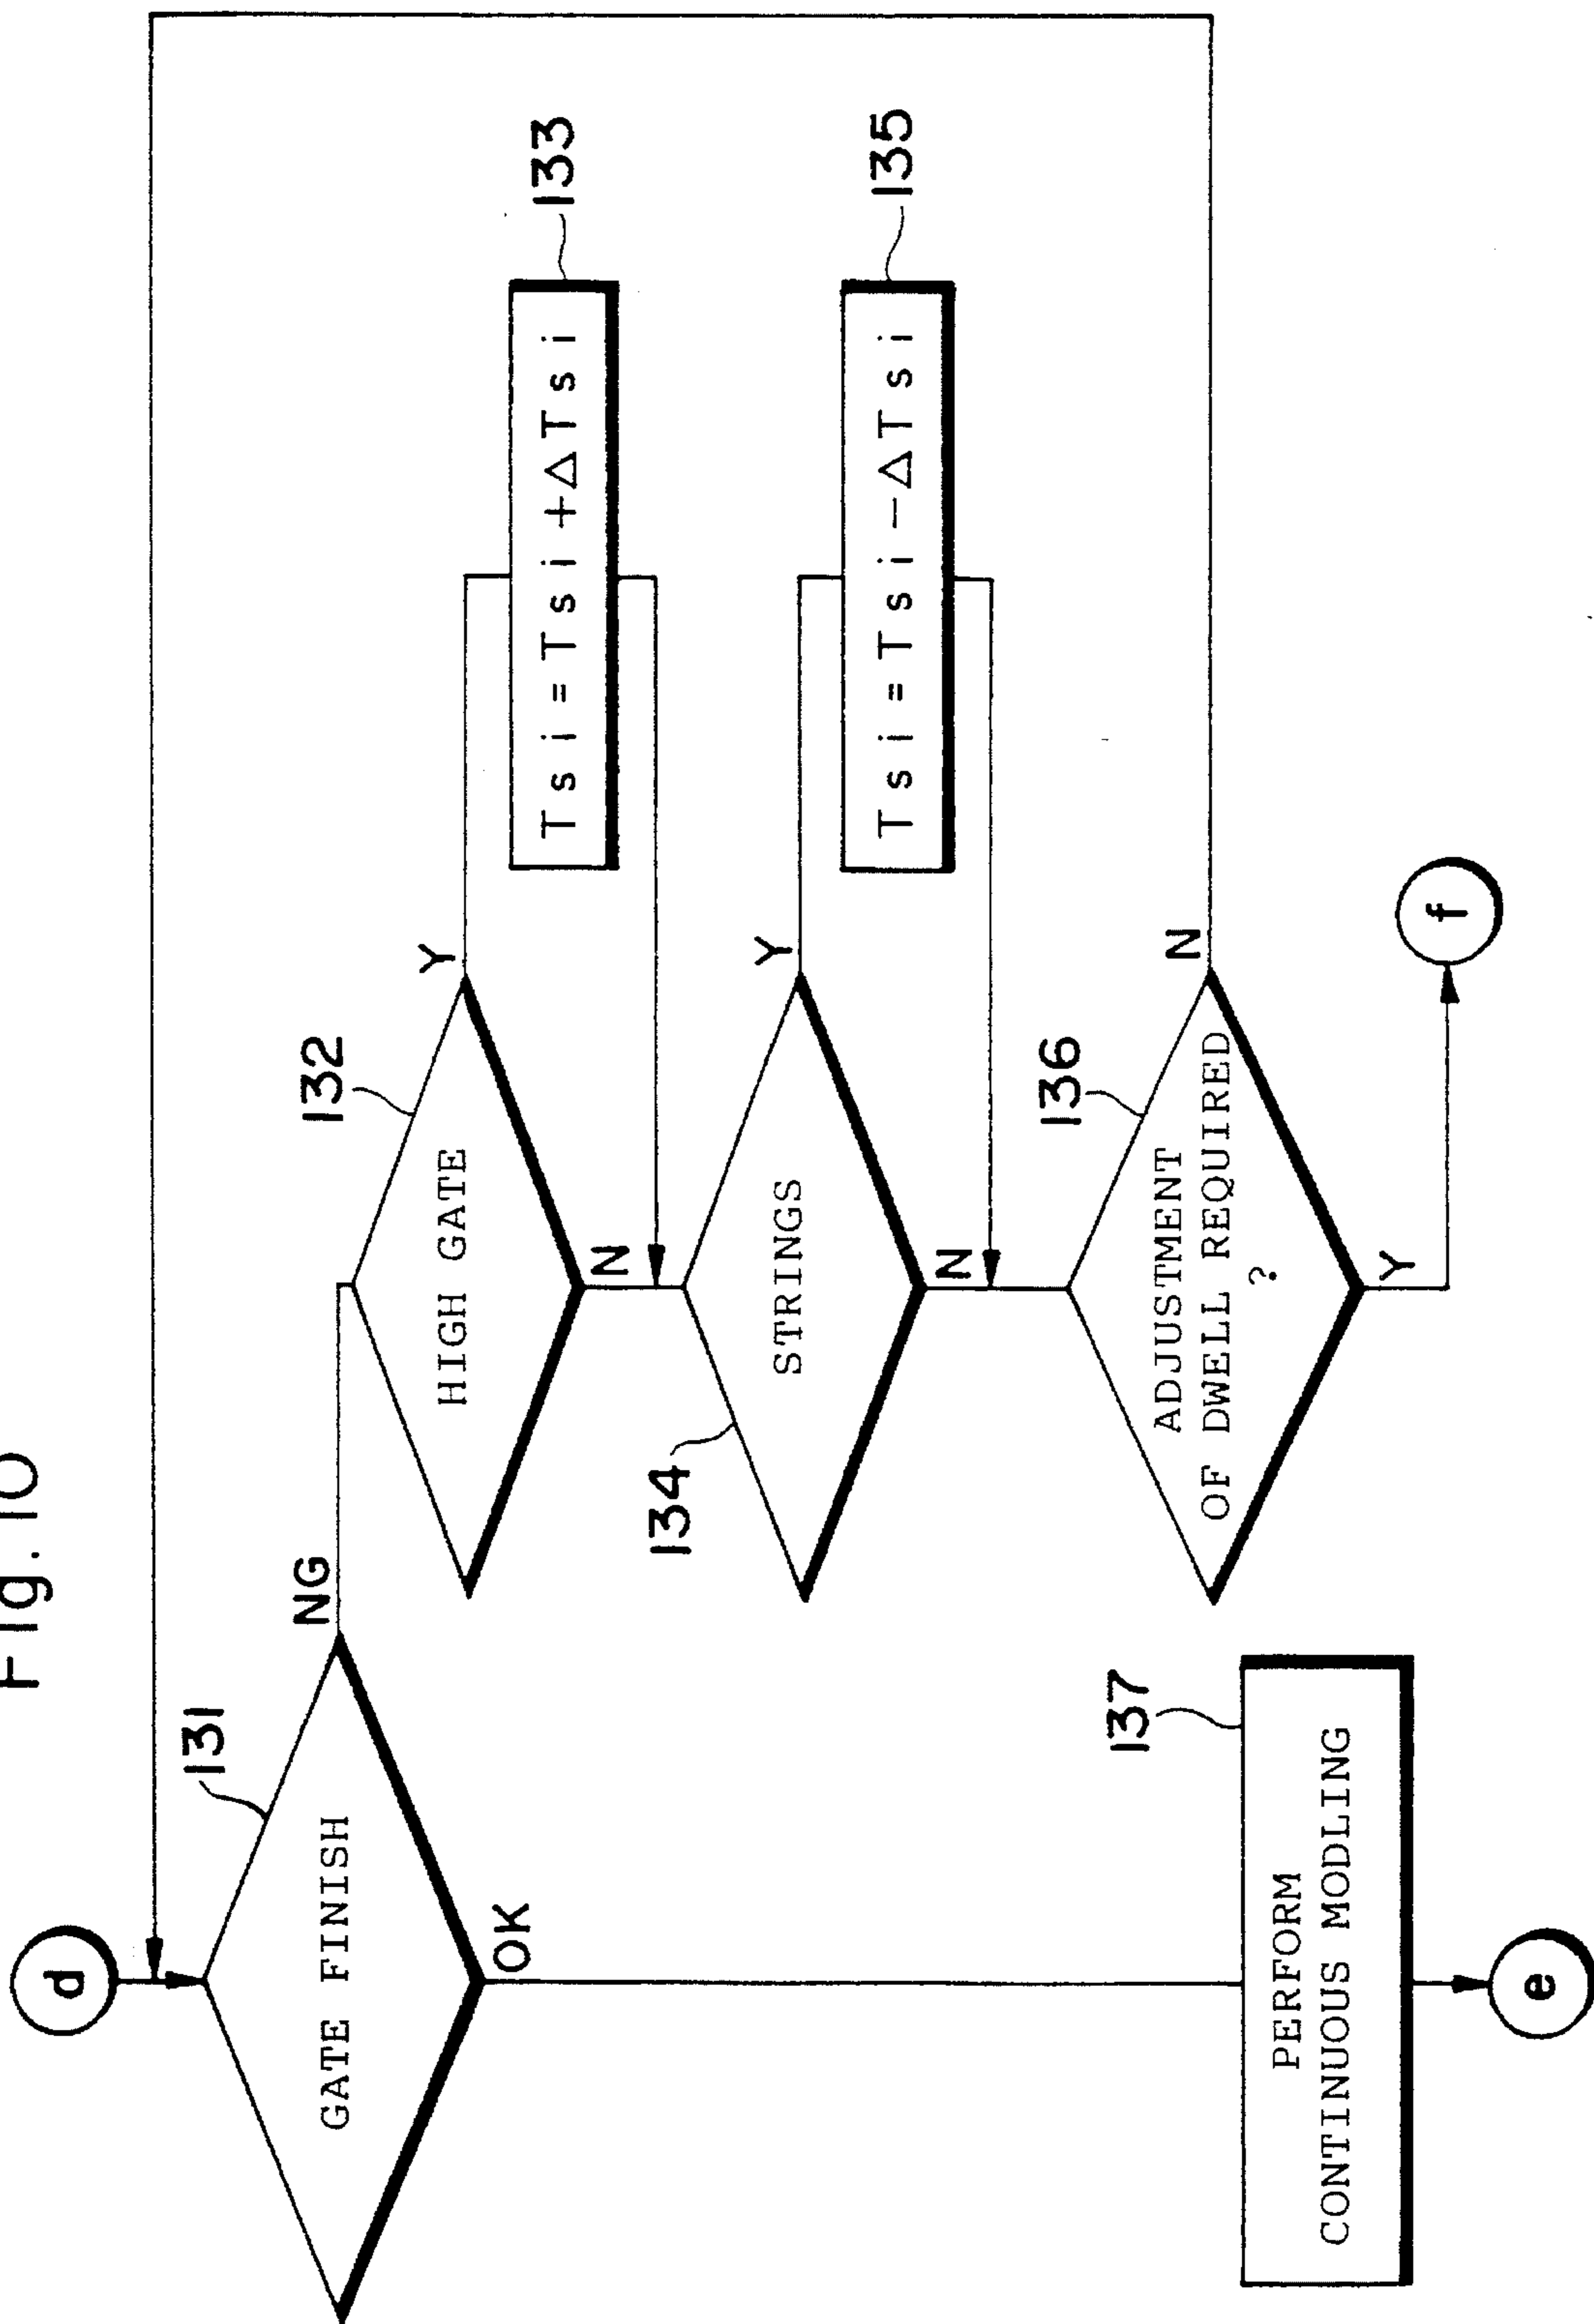 Fig. 10
d
131
GATE FINISH
NG
OK
132
HIGH GATE
Y
N
133
Tsi=Tsi+ΔTsi
134
STRINGS
Y
N
135
Tsi=Tsi-ΔTsi
136
ADJUSTMENT
OF DWELL REQUIRED
?
N
Y
f
137
PERFORM
CONTINUOUS MODLING
e